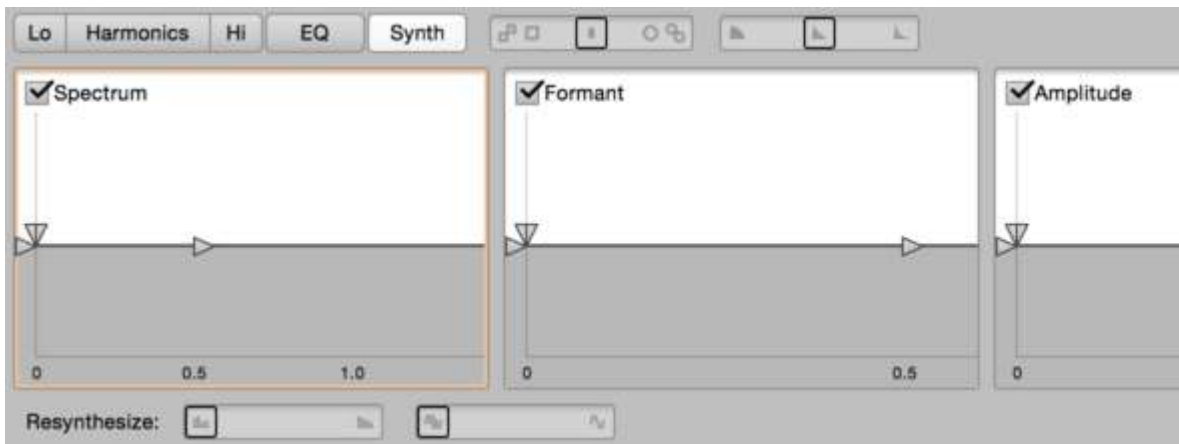 Lo Harmonics Hi EQ Synth
Spectrum Formant Amplitude
0 0.5 1.0 0 0.5 0
Resynthesize: